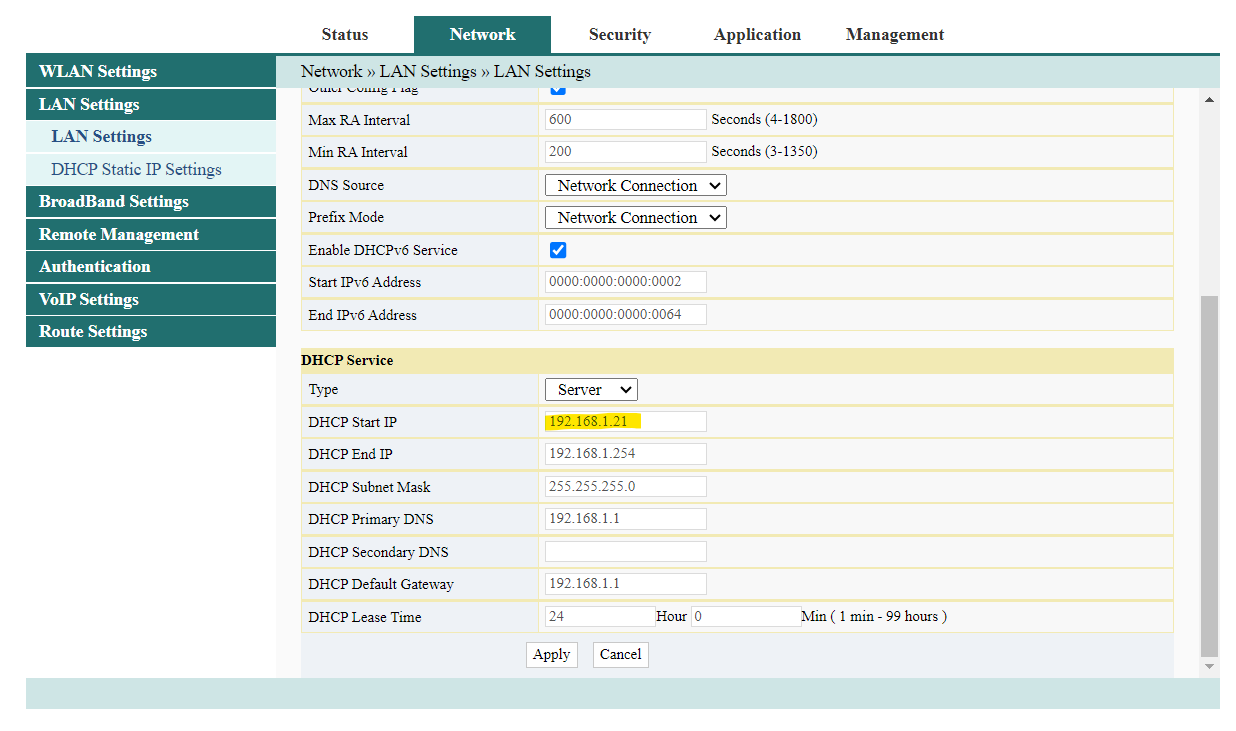 Status Network Security Application Management
WLAN Settings
LAN Settings
LAN Settings
DHCP Static IP Settings
BroadBand Settings
Remote Management
Authentication
VoIP Settings
Route Settings
Network » LAN Settings » LAN Settings
Other Config Flag
Max RA Interval 600 Seconds (4-1800)
Min RA Interval 200 Seconds (3-1350)
DNS Source Network Connection
Prefix Mode Network Connection
Enable DHCPv6 Service
Start IPv6 Address 0000:0000:0000:0002
End IPv6 Address 0000:0000:0000:0064
DHCP Service
Type Server
DHCP Start IP 192.168.1.21
DHCP End IP 192.168.1.254
DHCP Subnet Mask 255.255.255.0
DHCP Primary DNS 192.168.1.1
DHCP Secondary DNS
DHCP Default Gateway 192.168.1.1
DHCP Lease Time 24 Hour 0 Min ( 1 min - 99 hours )
Apply Cancel